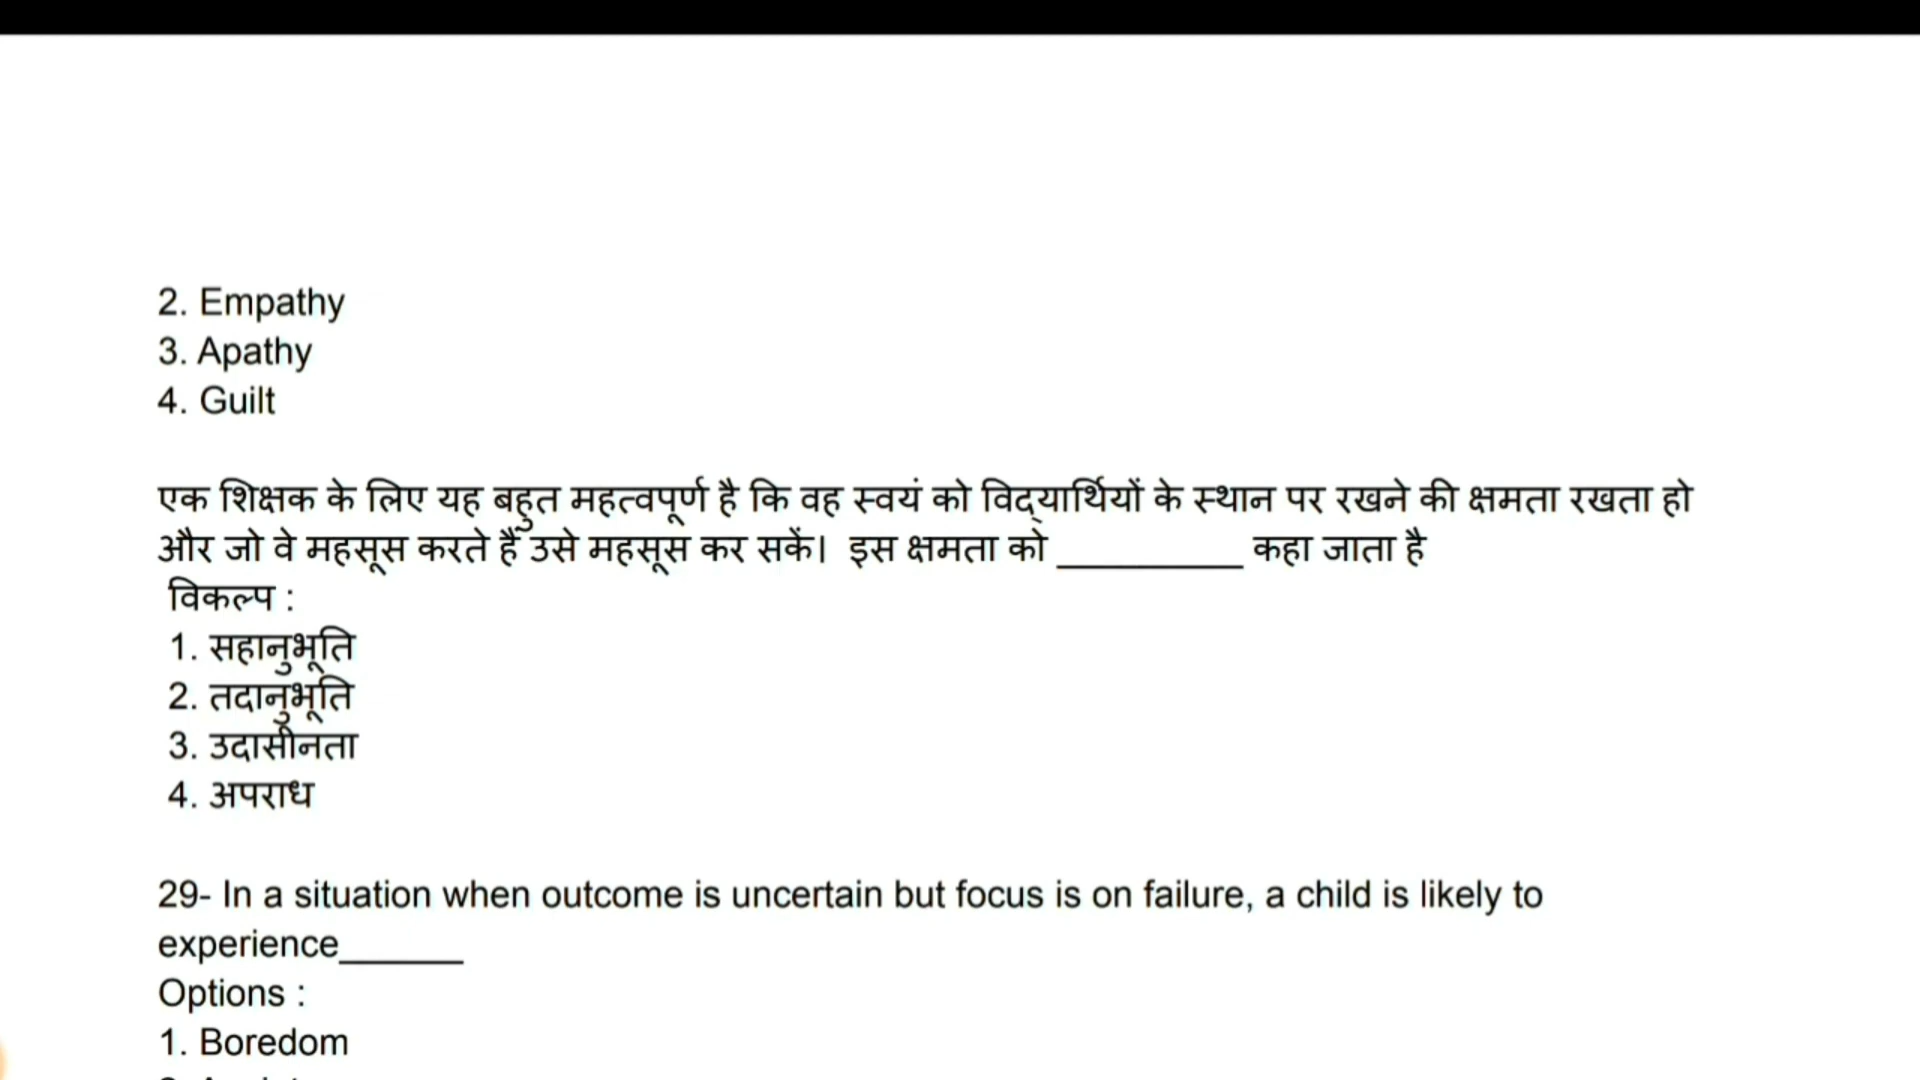 2. Empathy
3. Apathy
4. Guilt
एक शिक्षक के लिए यह बहुत महत्वपूर्ण है कि वह स्वयं को विद्यार्थियों के स्थान पर रखने की क्षमता रखता हो
और जो वे महसूस करते हैं उसे महसूस कर सकें। इस क्षमता को __________ कहा जाता है
विकल्प :
1. सहानुभूति
2. तदानुभूति
3. उदासीनता
4. अपराध
29- In a situation when outcome is uncertain but focus is on failure, a child is likely to
experience______
Options :
1. Boredom